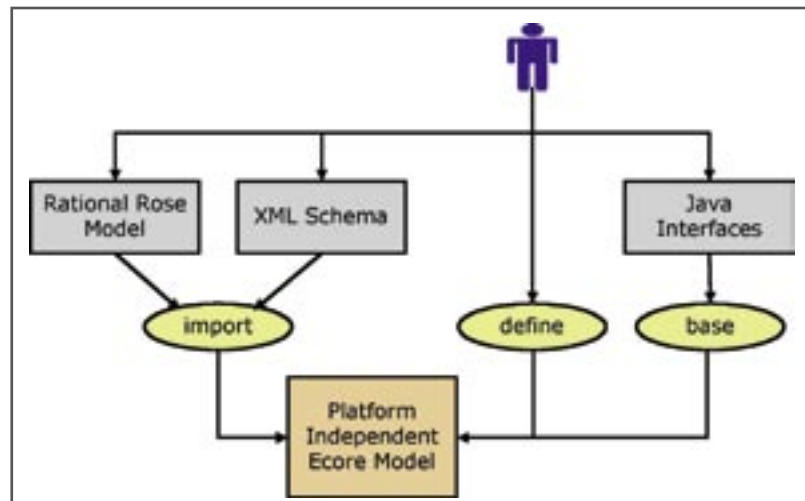 Rational Rose
Model
XML Schema
Java
Interfaces
import
define
base
Platform
Independent
Ecore Model